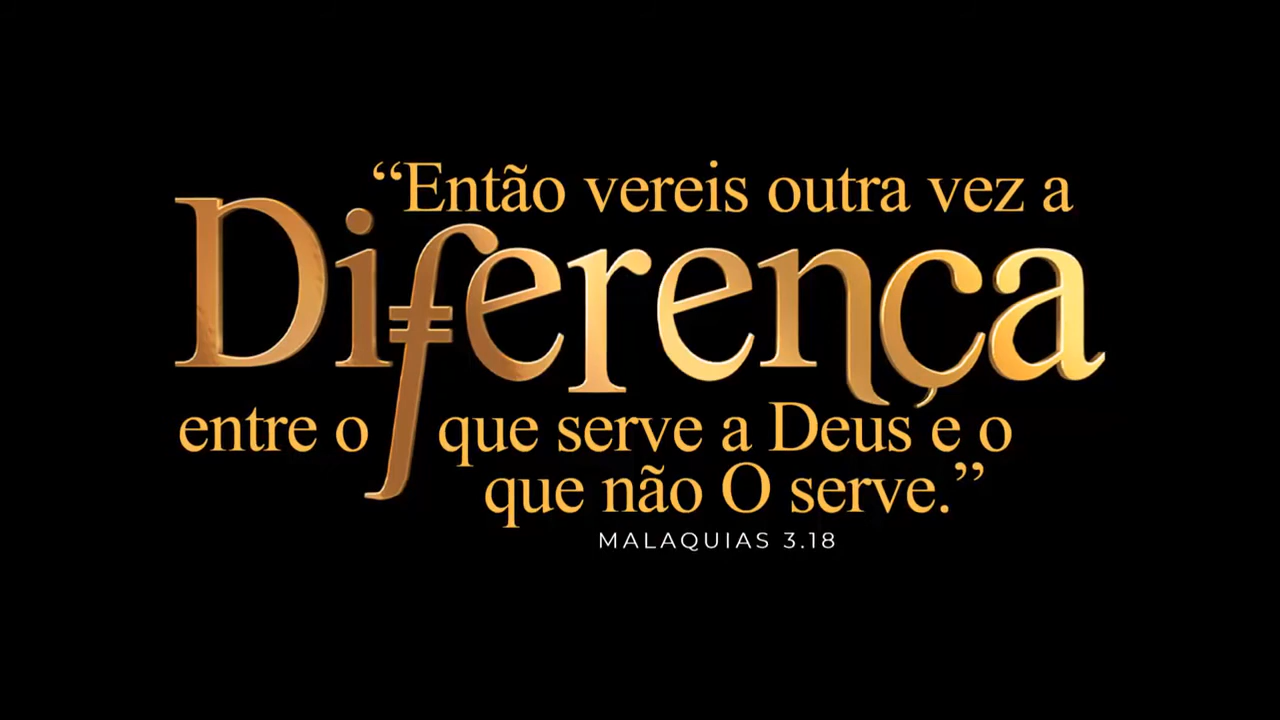 “Então vereis outra vez a
Diferença
entre o que serve a Deus e o
que não O serve.”
MALAQUIAS 3.18